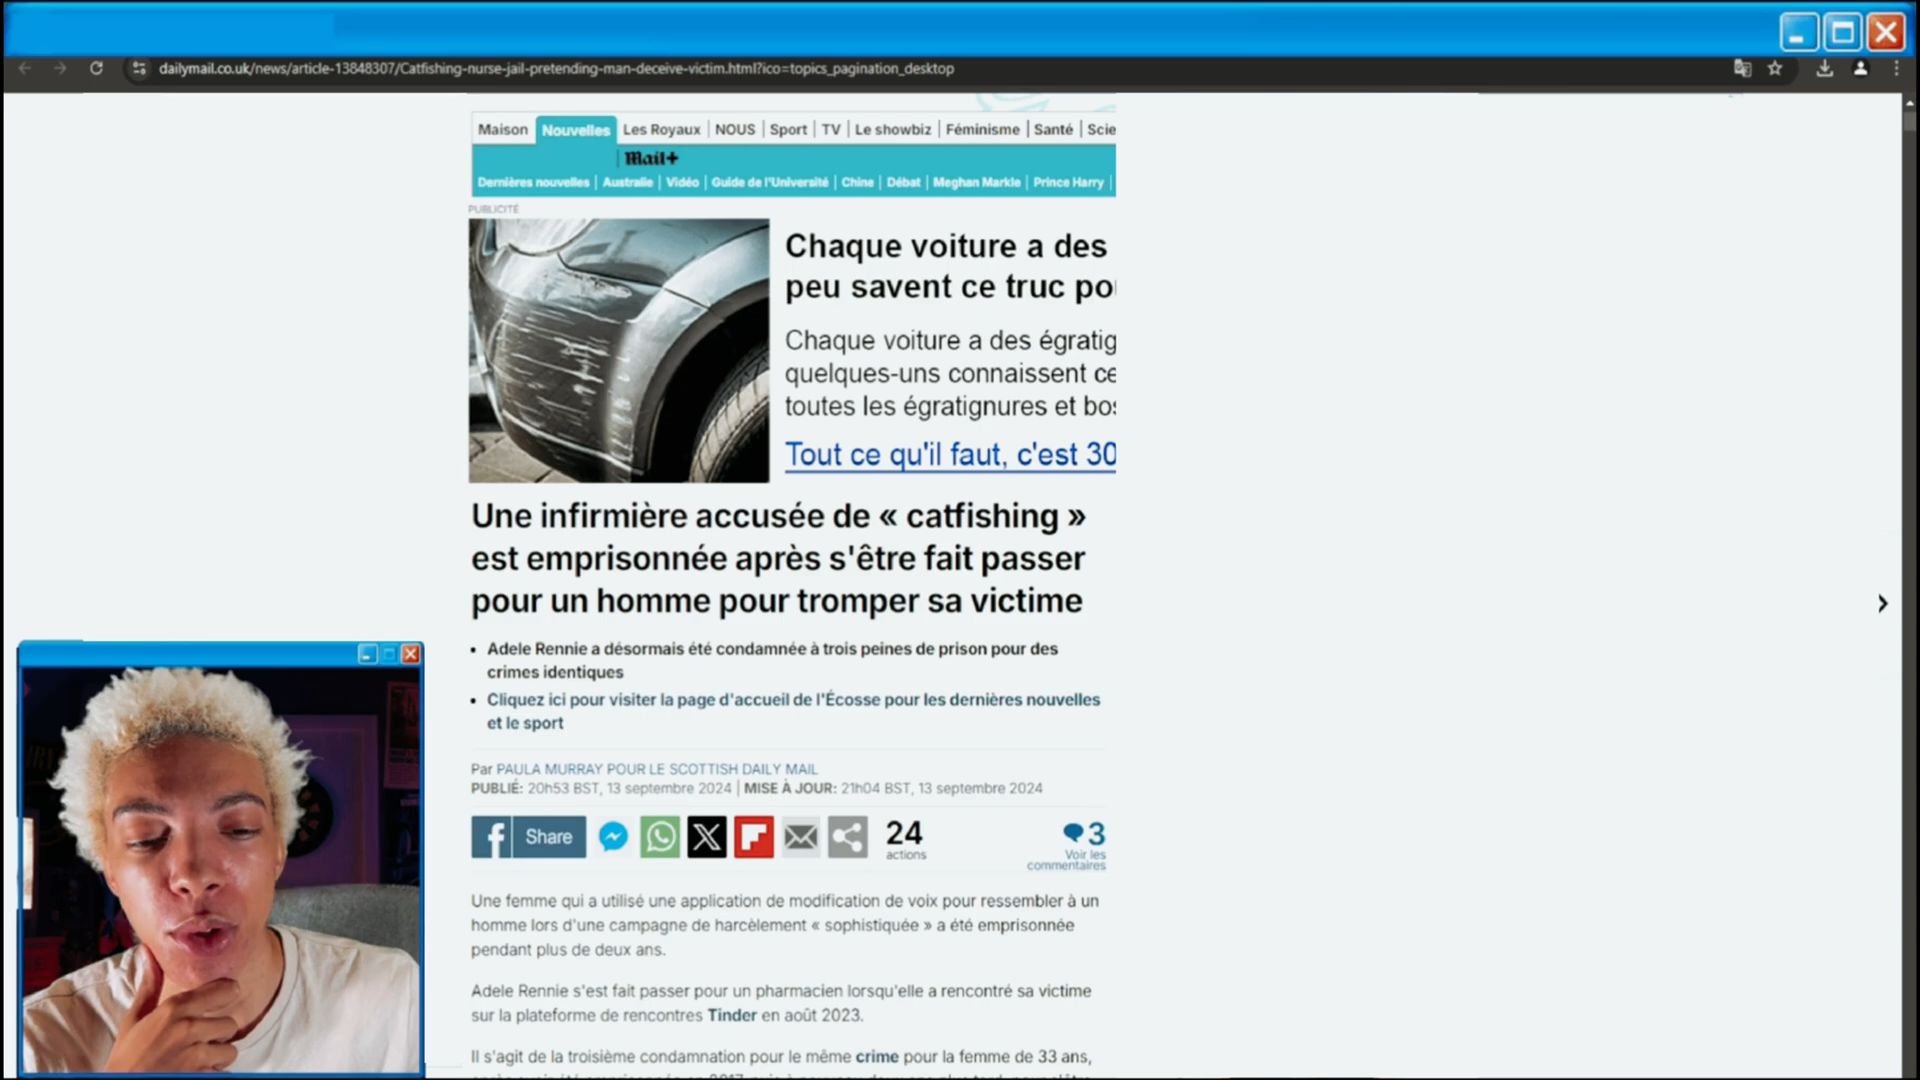 dailymail.co.uk/news/article-13848307/Catfishing-nurse-jail-pretending-man-deceive-victim.html?ico=topics_pagination_desktop
Maison Nouvelles Les Royaux | NOUS | Sport | TV | Le showbiz | Féminisme | Santé | Scie
Mail+
Dernières nouvelles | Australie | Vidéo | Guide de l'Université | Chine | Débat | Meghan Markle | Prince Harry |
PUBLICITÉ
Chaque voiture a des
peu savent ce truc po
Chaque voiture a des égratig
quelques-uns connaissent ce
toutes les égratignures et bos
Tout ce qu'il faut, c'est 30
Une infirmière accusée de « catfishing »
est emprisonnée après s'être fait passer
pour un homme pour tromper sa victime
• Adele Rennie a désormais été condamnée à trois peines de prison pour des
crimes identiques
• Cliquez ici pour visiter la page d'accueil de l'Écosse pour les dernières nouvelles
et le sport
Par PAULA MURRAY POUR LE SCOTTISH DAILY MAIL
PUBLIÉ: 20h53 BST, 13 septembre 2024 | MISE À JOUR: 21h04 BST, 13 septembre 2024
Share
24
actions
3
Voir les
commentaires
Une femme qui a utilisé une application de modification de voix pour ressembler à un
homme lors d'une campagne de harcèlement « sophistiquée » a été emprisonnée
pendant plus de deux ans.
Adele Rennie s'est fait passer pour un pharmacien lorsqu'elle a rencontré sa victime
sur la plateforme de rencontres Tinder en août 2023.
Il s'agit de la troisième condamnation pour le même crime pour la femme de 33 ans,